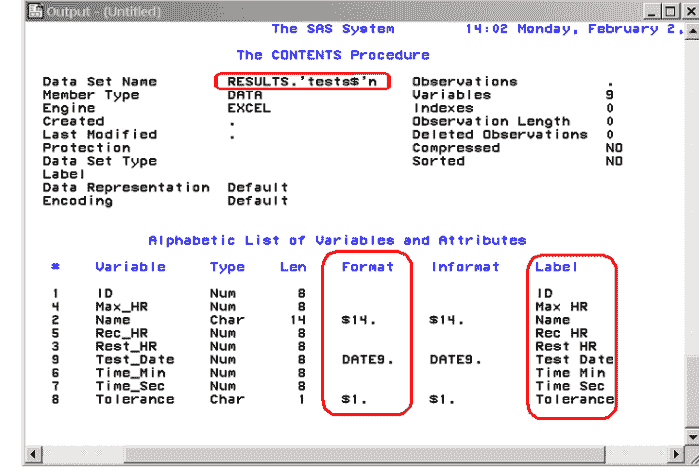 Output - (Untitled)
The SAS System 14:02 Monday, February 2,
The CONTENTS Procedure
Data Set Name RESULTS.'tests$'n Observations .
Member Type DATA Variables 9
Engine EXCEL Indexes 0
Created . Observation Length 0
Last Modified . Deleted Observations 0
Protection Compressed NO
Data Set Type Sorted NO
Label
Data Representation Default
Encoding Default
Alphabetic List of Variables and Attributes
# Variable Type Len Format Informat Label
1 ID Num 8 ID
4 Max_HR Num 8 Max HR
2 Name Char 14 $14. $14. Name
5 Rec_HR Num 8 Rec HR
3 Rest_HR Num 8 Rest HR
9 Test_Date Num 8 DATE9. DATE9. Test Date
6 Time_Min Num 8 Time Min
7 Time_Sec Num 8 Time Sec
8 Tolerance Char 1 $1. $1. Tolerance